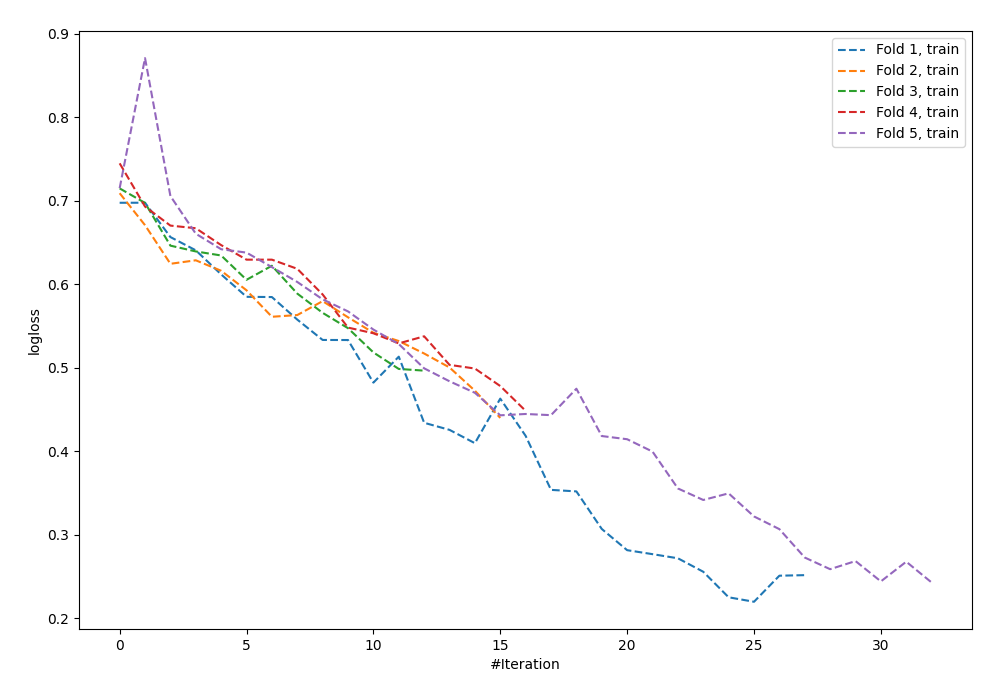 0.9
0.8
0.7
0.6
0.5
0.4
0.3
0.2
logloss
0 5 10 15 20 25 30
#Iteration
Fold 1, train
Fold 2, train
Fold 3, train
Fold 4, train
Fold 5, train